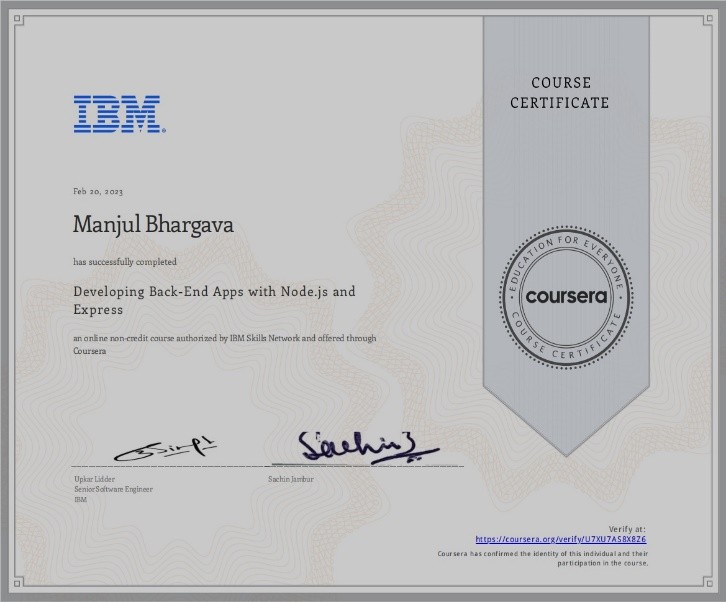 COURSE
CERTIFICATE
IBM®
Feb 20, 2023
Manjul Bhargava
has successfully completed
Developing Back-End Apps with Node.js and
Express
an online non-credit course authorized by IBM Skills Network and offered through
Coursera
EDUCATION FOR EVERYONE
coursera
COURSE CERTIFICATE
Upkar Lidder
Senior Software Engineer
IBM
Verify at:
https://coursera.org/verify/U7XU7AS8X8Z6
Coursera has confirmed the identity of this individual and their
participation in the course.